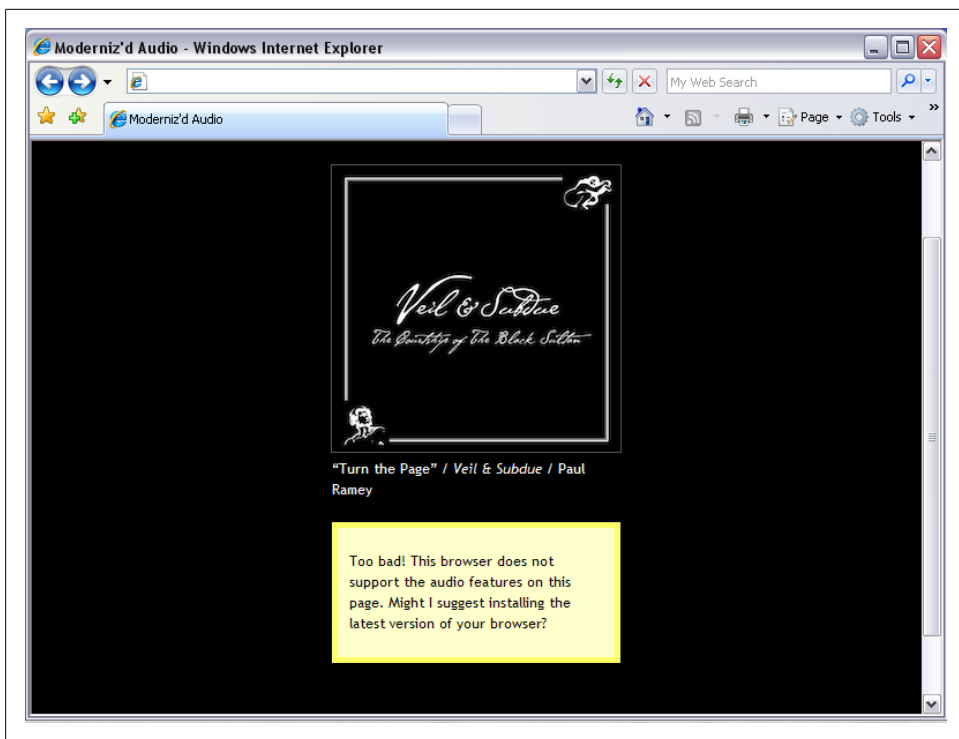 Moderniz'd Audio - Windows Internet Explorer
My Web Search
Moderniz'd Audio
Page
Tools
»
Veil & Subdue
The Courtship of The Black Sultan
“Turn the Page” / Veil & Subdue / Paul
Ramey
Too bad! This browser does not
support the audio features on this
page. Might I suggest installing the
latest version of your browser?